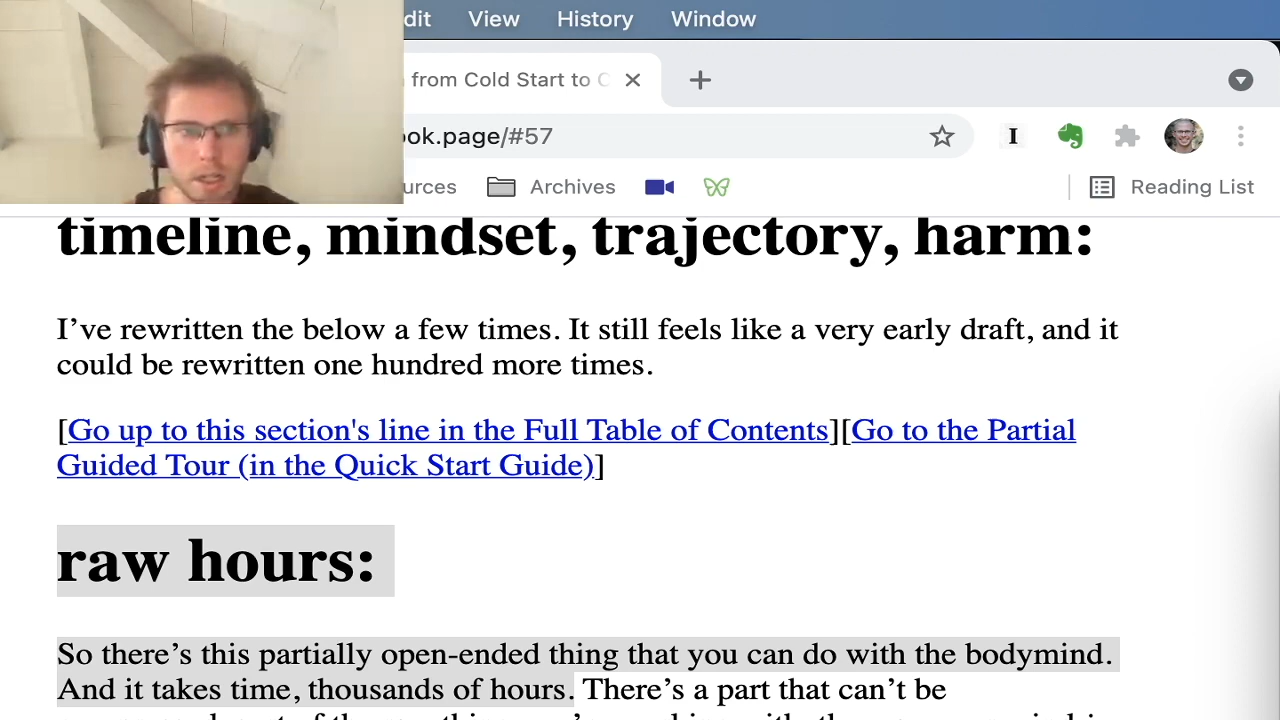 dit View History Window
from Cold Start to C
ook.page/#57
I
urces Archives Reading List
timeline, mindset, trajectory, harm:
I’ve rewritten the below a few times. It still feels like a very early draft, and it
could be rewritten one hundred more times.
[Go up to this section's line in the Full Table of Contents][Go to the Partial
Guided Tour (in the Quick Start Guide)]
raw hours:
So there’s this partially open-ended thing that you can do with the bodymind.
And it takes time, thousands of hours. There’s a part that can’t be